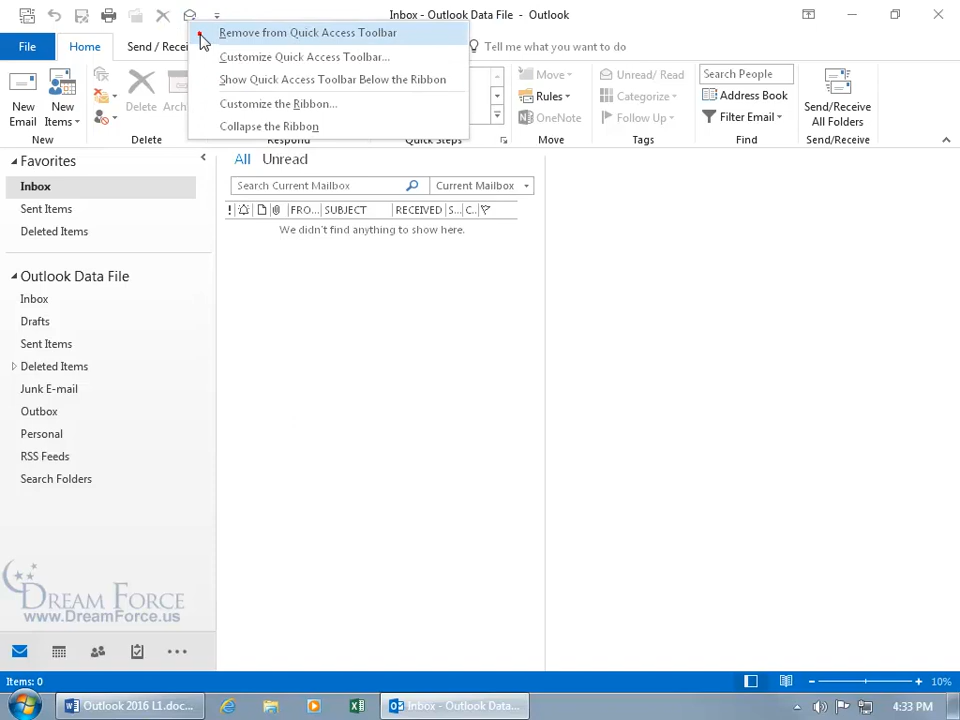 Inbox - Outlook Data File - Outlook
Remove from Quick Access Toolbar
Customize Quick Access Toolbar...
Show Quick Access Toolbar Below the Ribbon
Customize the Ribbon...
Collapse the Ribbon
File
Home
Send / Recei
Tell me what you want to do
New Email
New Items
New
Delete
Arch
Delete
Respond
Quick Steps
Move
Rules
OneNote
Move
Unread/ Read
Categorize
Follow Up
Tags
Search People
Address Book
Filter Email
Find
Send/Receive All Folders
Send/Receive
Favorites
Inbox
Sent Items
Deleted Items
Outlook Data File
Inbox
Drafts
Sent Items
Deleted Items
Junk E-mail
Outbox
Personal
RSS Feeds
Search Folders
All Unread
Search Current Mailbox
Current Mailbox
! FRO... SUBJECT RECEIVED S... C..
We didn't find anything to show here.
DREAM FORCE
www.DreamForce.us
Items: 0
10%
Outlook 2016 L1.doc...
Inbox - Outlook Data...
4:33 PM